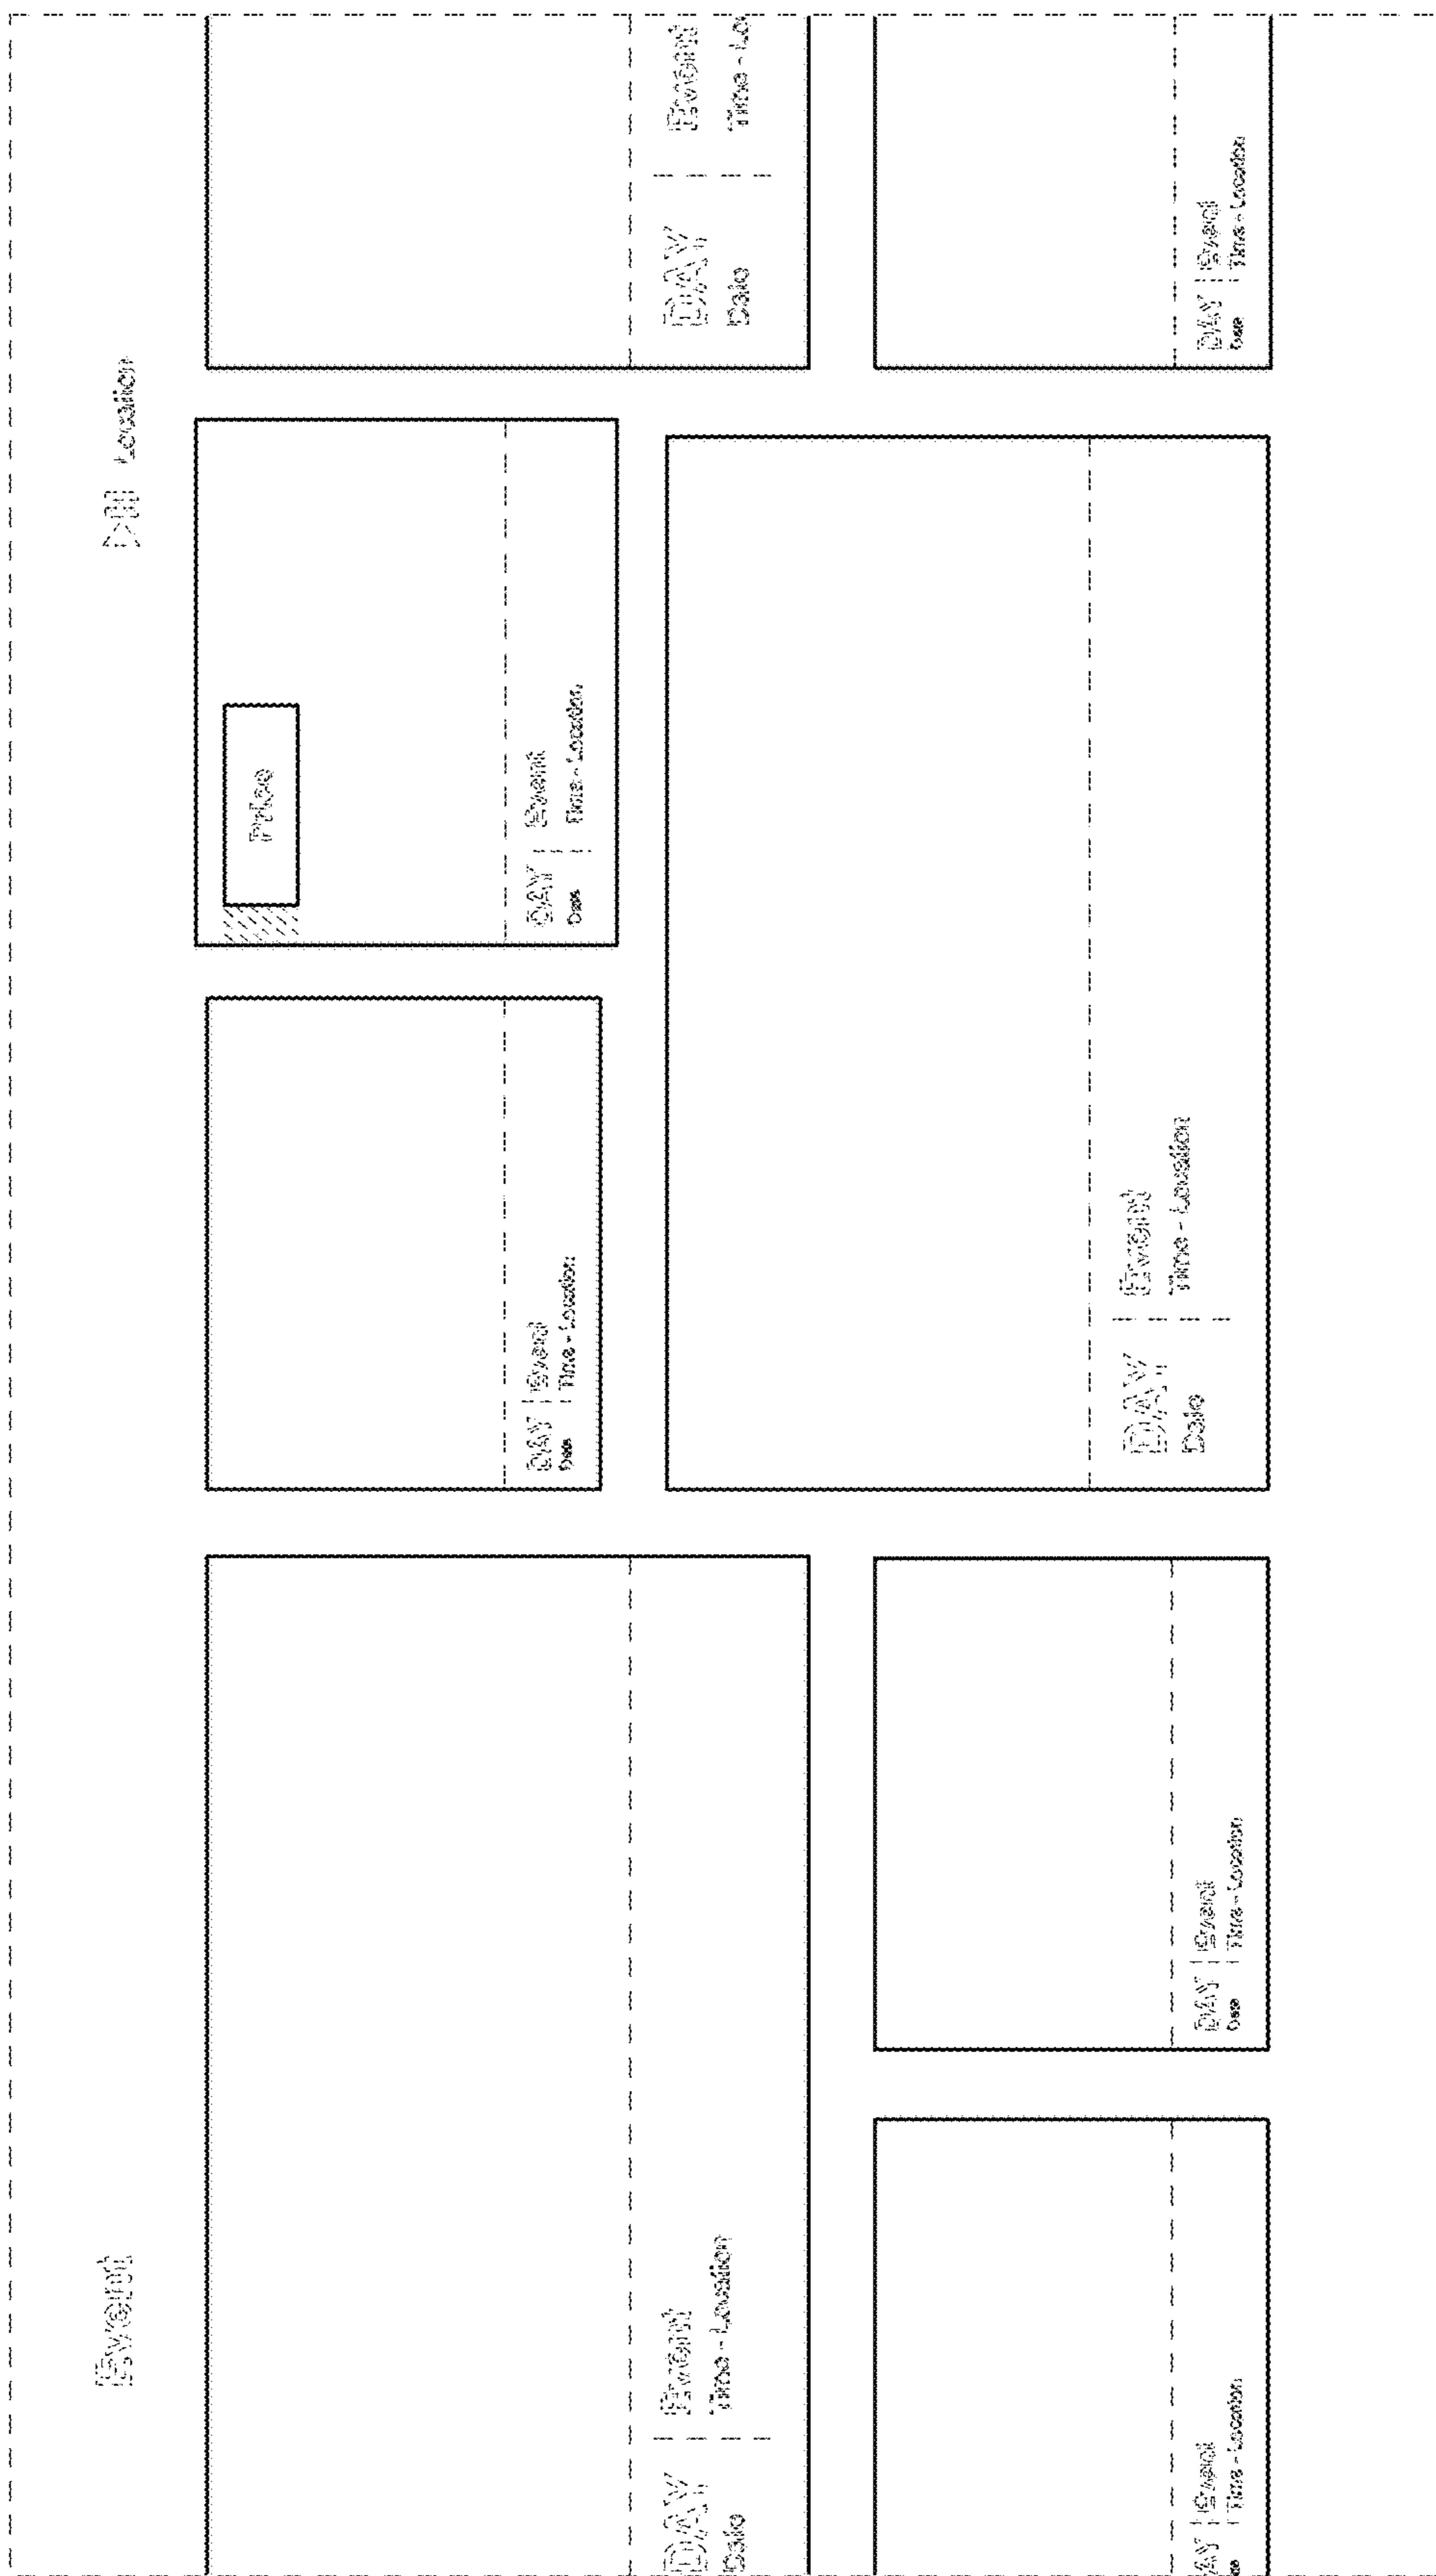 Event
Location
DAY | Event
Date | Time - Location
DAY | Event
Date | Time - Location
Price
DAY | Event
Date | Time - Location
DAY | Event
Date | Time - Lo
AY | Event
Time - Location
DAY | Event
Date | Time - Location
DAY | Event
Date | Time - Location
DAY | Event
Date | Time - Location